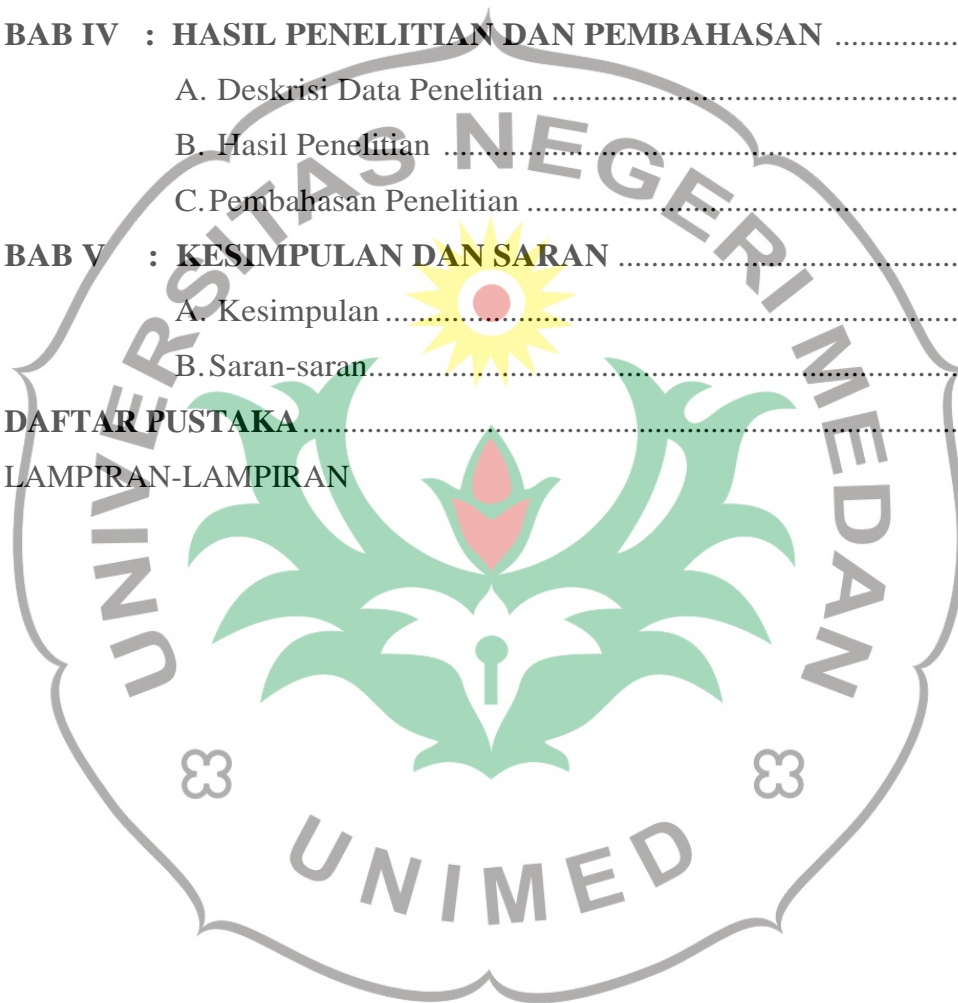 BAB IV : HASIL PENELITIAN DAN PEMBAHASAN ...............
A. Deskrisi Data Penelitian ..................................................
B. Hasil Penelitian ...............................................................
C.Pembahasan Penelitian .....................................................
BAB V : KESIMPULAN DAN SARAN ..........................................
A. Kesimpulan ......................................................................
B.Saran-saran........................................................................
DAFTAR PUSTAKA................................................................................
LAMPIRAN-LAMPIRAN
UNIVERSITAS NEGERI MEDAN
UNIMED